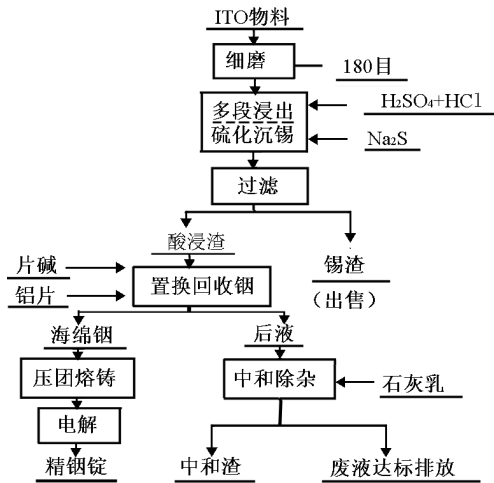 ITO物料
细磨
180目
多段浸出
硫化沉锡
H₂SO₄+HCl
Na₂S
过滤
酸浸渣
锡渣
（出售）
片碱
铝片
置换回收铟
海绵铟
后液
压团熔铸
中和除杂
石灰乳
电解
精铟锭
中和渣
废液达标排放